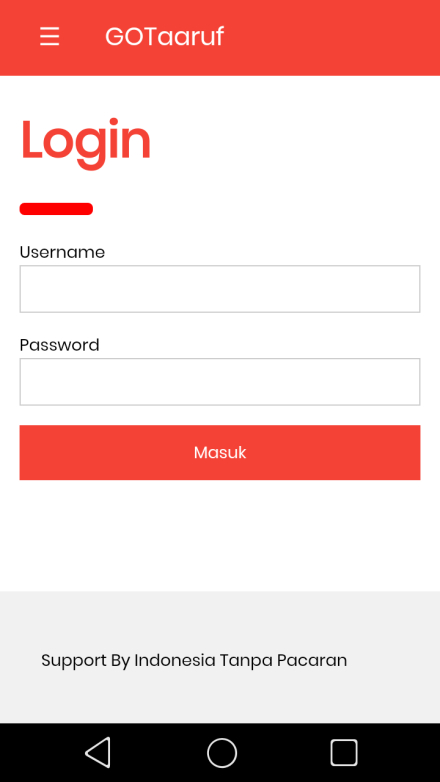 GOTaaruf
Login
Username
Password
Masuk
Support By Indonesia Tanpa Pacaran